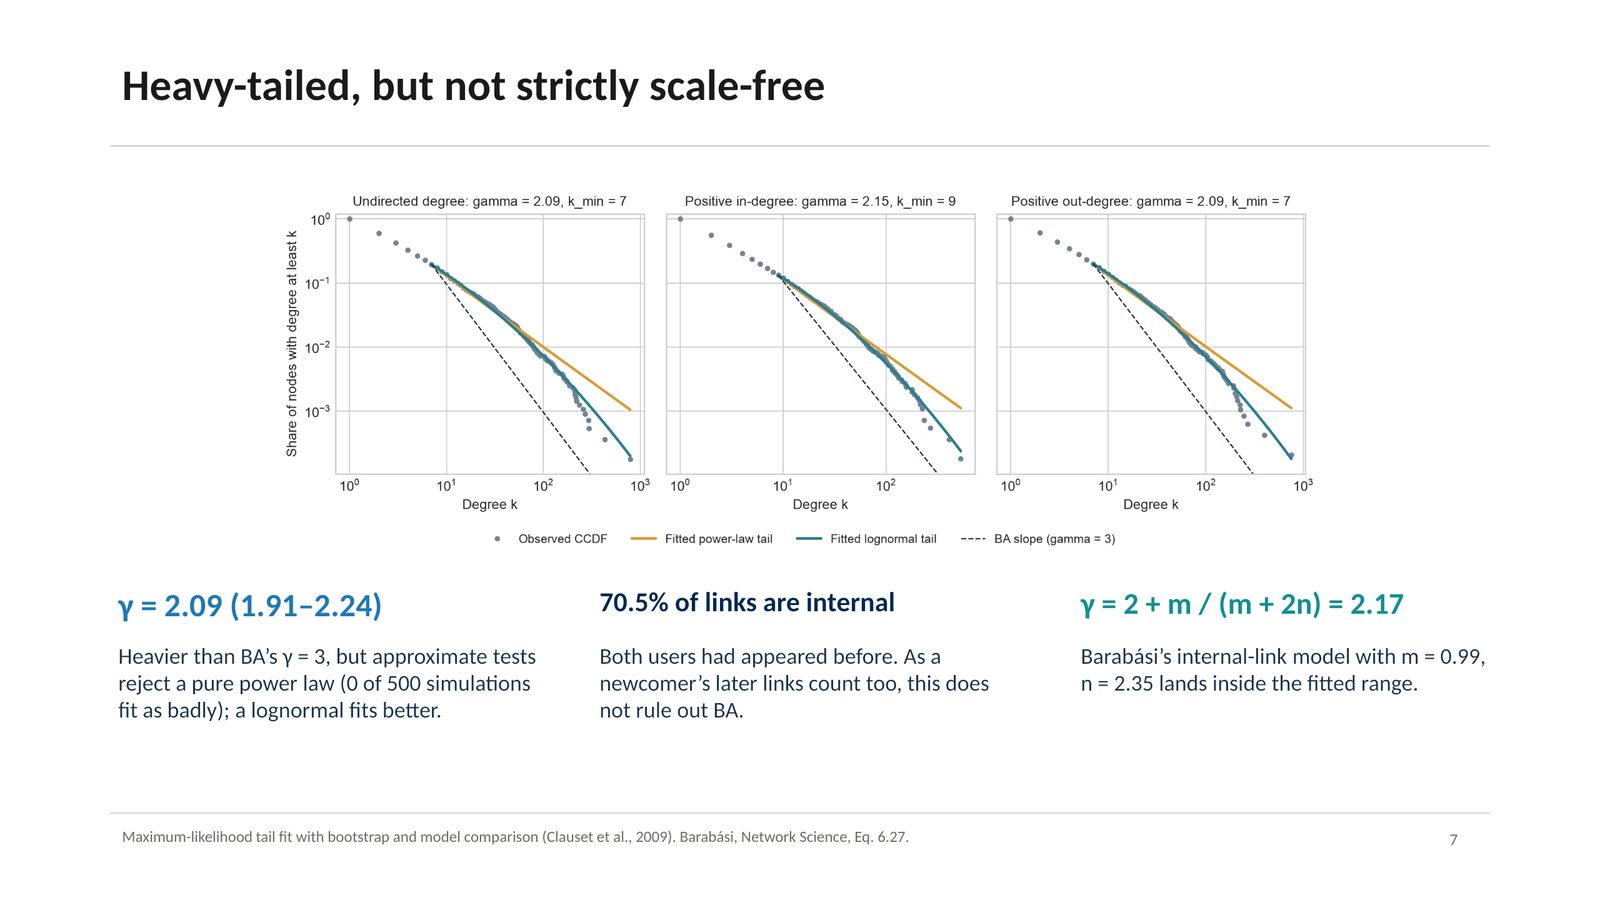 Heavy-tailed, but not strictly scale-free
Undirected degree: gamma = 2.09, k_min = 7
Positive in-degree: gamma = 2.15, k_min = 9
Positive out-degree: gamma = 2.09, k_min = 7
Share of nodes with degree at least k
10⁰
10⁻¹
10⁻²
10⁻³
10⁰ 10¹ 10² 10³
10⁰ 10¹ 10²
10⁰ 10¹ 10² 10³
Degree k
Degree k
Degree k
Observed CCDF Fitted power-law tail Fitted lognormal tail BA slope (gamma = 3)
γ = 2.09 (1.91–2.24)
Heavier than BA’s γ = 3, but approximate tests
reject a pure power law (0 of 500 simulations
fit as badly); a lognormal fits better.
70.5% of links are internal
Both users had appeared before. As a
newcomer’s later links count too, this does
not rule out BA.
γ = 2 + m / (m + 2n) = 2.17
Barabási’s internal-link model with m = 0.99,
n = 2.35 lands inside the fitted range.
Maximum-likelihood tail fit with bootstrap and model comparison (Clauset et al., 2009). Barabási, Network Science, Eq. 6.27.
7